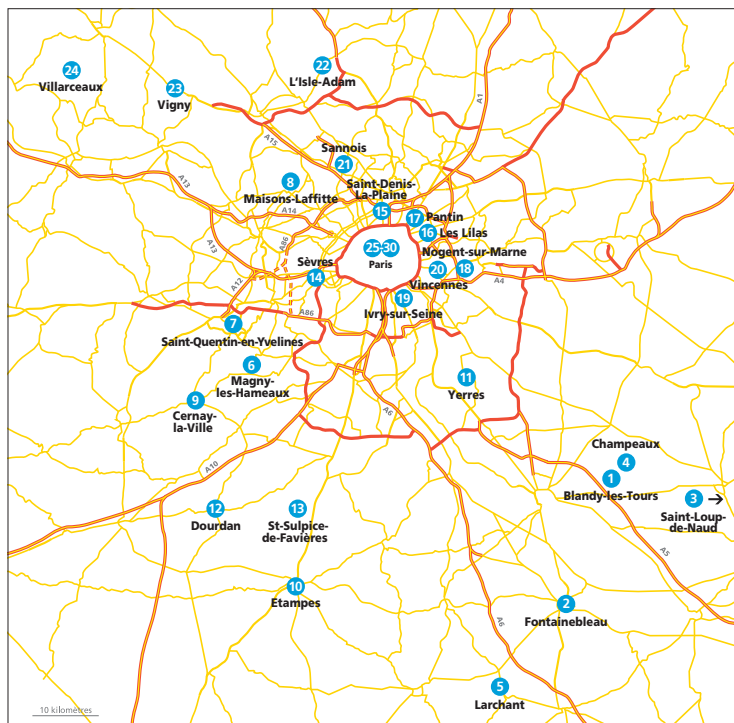 22
L'Isle-Adam
24
Villarceaux
23
Vigny
A1
A15
Sannois
21
8
Maisons-Laffitte
Saint-Denis-
La-Plaine
15
A13
A14
17
Pantin
16
Les Lilas
A13
A86
25-30
Paris
Nogent-sur-Marne
Sèvres
14
20
18
Vincennes
A4
A12
19
Ivry-sur-Seine
A86
7
Saint-Quentin-en-Yvelines
6
Magny-
les-Hameaux
11
Yerres
9
Cernay-
la-Ville
A6
Champeaux
4
A10
1
Blandy-les-Tours
3
Saint-Loup-
de-Naud
12
Dourdan
13
St-Sulpice-
de-Favières
A5
10
Etampes
2
Fontainebleau
A6
5
Larchant
10 kilomètres